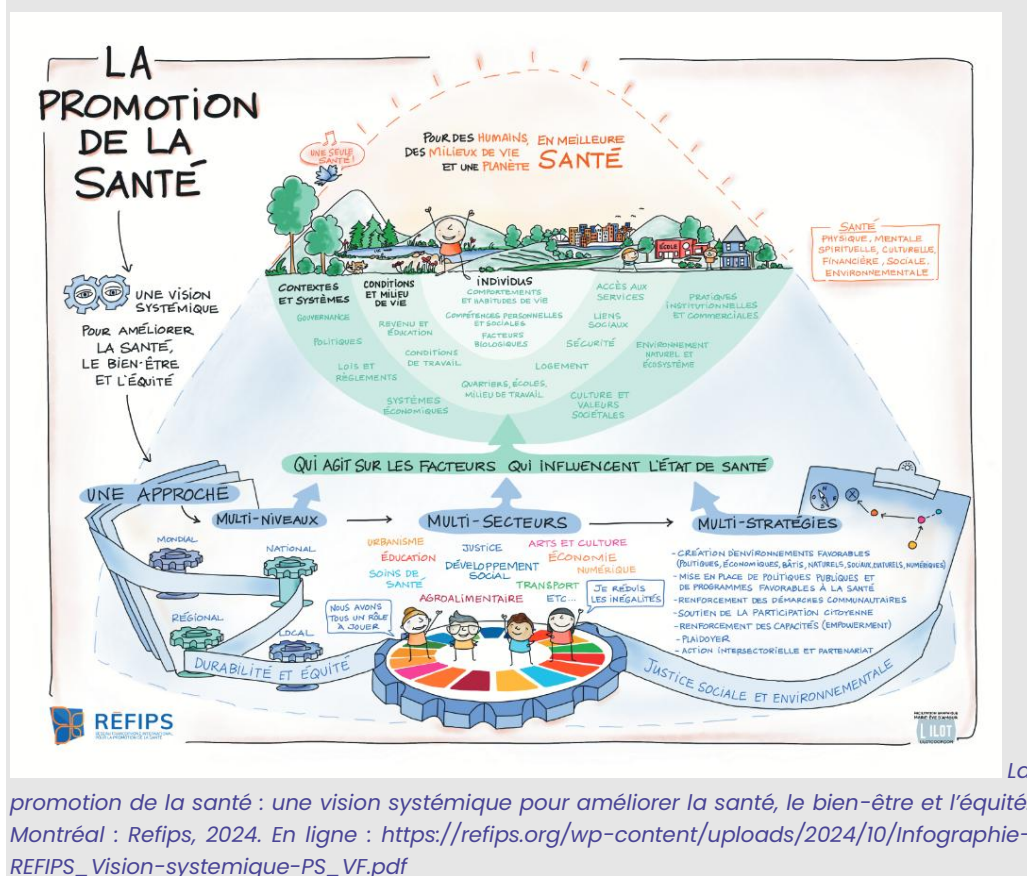 LA
PROMOTION
DE LA
SANTÉ
UNE VISION
SYSTÉMIQUE
POUR AMÉLIORER
LA SANTÉ,
LE BIEN-ÊTRE
ET L'ÉQUITÉ
UNE SEULE
SANTÉ!
POUR DES HUMAINS, EN MEILLEURE
DES MILIEUX DE VIE SANTÉ
ET UNE PLANÈTE
SANTÉ
PHYSIQUE, MENTALE
SPIRITUELLE, CULTURELLE,
FINANCIÈRE, SOCIALE.
ENVIRONNEMENTALE
ÉCOLE
CONTEXTES
ET SYSTÈMES
GOUVERNANCE
POLITIQUES
LOIS ET
RÈGLEMENTS
SYSTÈMES
ÉCONOMIQUES
CONDITIONS
ET MILIEU
DE VIE
REVENU ET
ÉDUCATION
CONDITIONS
DE TRAVAIL
QUARTIERS, ÉCOLES,
MILIEU DE TRAVAIL
INDIVIDUS
COMPORTEMENTS
ET HABITUDES DE VIE
COMPÉTENCES PERSONNELLES
ET SOCIALES
FACTEURS
BIOLOGIQUES
ACCÈS AUX
SERVICES
LIENS
SOCIAUX
SÉCURITÉ
LOGEMENT
PRATIQUES
INSTITUTIONNELLES
ET COMMERCIALES
ENVIRONNEMENT
NATUREL ET
ÉCOSYSTÈME
CULTURE ET
VALEURS
SOCIÉTALES
QUI AGIT SUR LES FACTEURS QUI INFLUENCENT L'ÉTAT DE SANTÉ
UNE APPROCHE
MULTI-NIVEAUX
MONDIAL
NATIONAL
RÉGIONAL
LOCAL
DURABILITÉ ET ÉQUITÉ
MULTI-SECTEURS
URBANISME
JUSTICE
ARTS ET CULTURE
ÉDUCATION
DÉVELOPPEMENT
SOCIAL
ÉCONOMIE
SOINS DE
SANTÉ
NUMÉRIQUE
TRANSPORT
AGROALIMENTAIRE
ETC...
NOUS AVONS
TOUS UN RÔLE
À JOUER
JE RÉDUIS
LES INÉGALITÉS
MULTI-STRATÉGIES
N
- CRÉATION D'ENVIRONNEMENTS FAVORABLES
(POLITIQUES, ÉCONOMIQUES, BÂTIS, NATURELS, SOCIAUX, CULTURELS, NUMÉRIQUES)
- MISE EN PLACE DE POLITIQUES PUBLIQUES ET
DE PROGRAMMES FAVORABLES À LA SANTÉ
- RENFORCEMENT DES DÉMARCHES COMMUNAUTAIRES
- SOUTIEN DE LA PARTICIPATION CITOYENNE
- RENFORCEMENT DES CAPACITÉS (EMPOWERMENT)
- PLAIDOYER
- ACTION INTERSECTORIELLE ET PARTENARIAT
JUSTICE SOCIALE ET ENVIRONNEMENTALE
RÉFIPS
RÉSEAU FRANCOPHONE INTERNATIONAL
POUR LA PROMOTION DE LA SANTÉ
L'ILOT
La
promotion de la santé : une vision systémique pour améliorer la santé, le bien-être et l'équité.
Montréal : Refips, 2024. En ligne : https://refips.org/wp-content/uploads/2024/10/Infographie-
REFIPS_Vision-systemique-PS_VF.pdf